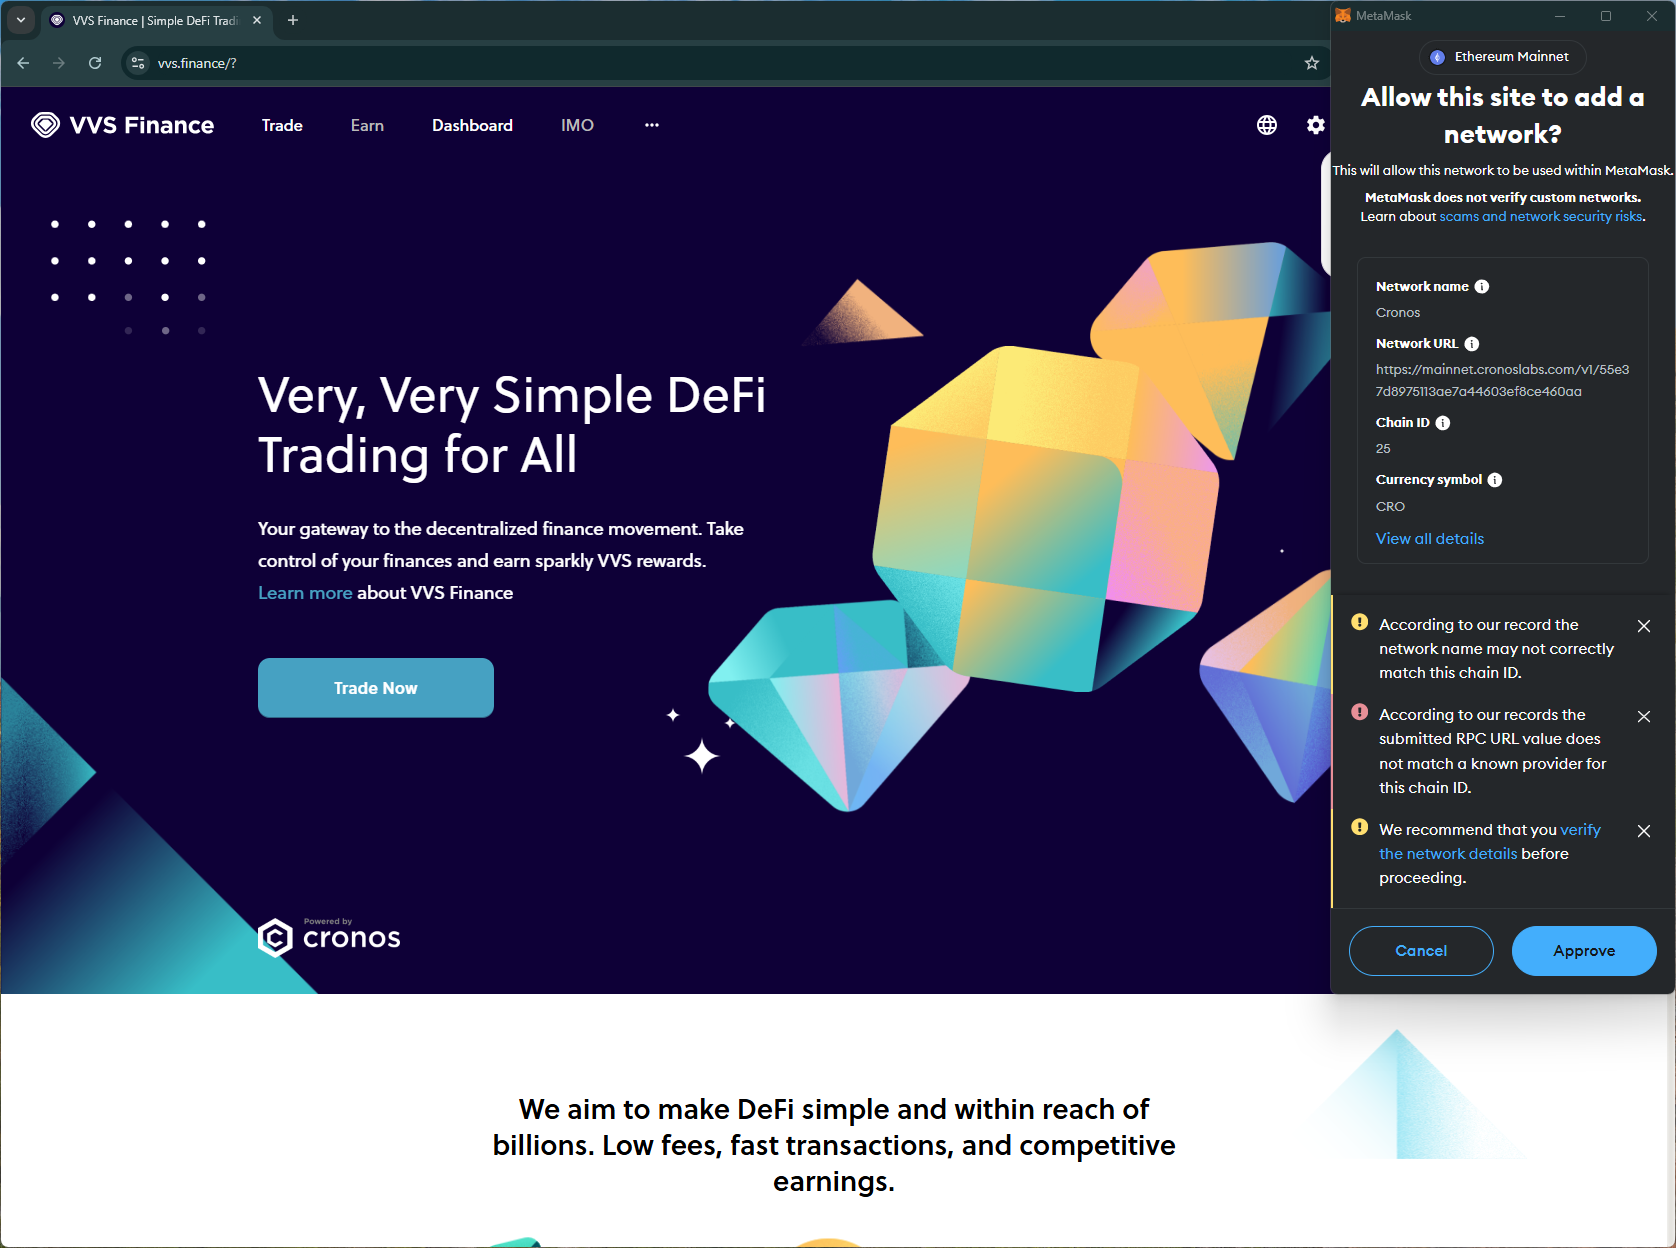 VVS Finance | Simple DeFi Tradi
vvs.finance/?
VVS Finance
Trade
Earn
Dashboard
IMO
Very, Very Simple DeFi
Trading for All
Your gateway to the decentralized finance movement. Take
control of your finances and earn sparkly VVS rewards.
Learn more about VVS Finance
Trade Now
Powered by
cronos
We aim to make DeFi simple and within reach of
billions. Low fees, fast transactions, and competitive
earnings.
MetaMask
Ethereum Mainnet
Allow this site to add a
network?
This will allow this network to be used within MetaMask.
MetaMask does not verify custom networks.
Learn about scams and network security risks.
Network name
Cronos
Network URL
https://mainnet.cronoslabs.com/v1/55e3
7d8975113ae7a44603ef8ce460aa
Chain ID
25
Currency symbol
CRO
View all details
According to our record the
network name may not correctly
match this chain ID.
According to our records the
submitted RPC URL value does
not match a known provider for
this chain ID.
We recommend that you verify
the network details before
proceeding.
Cancel
Approve